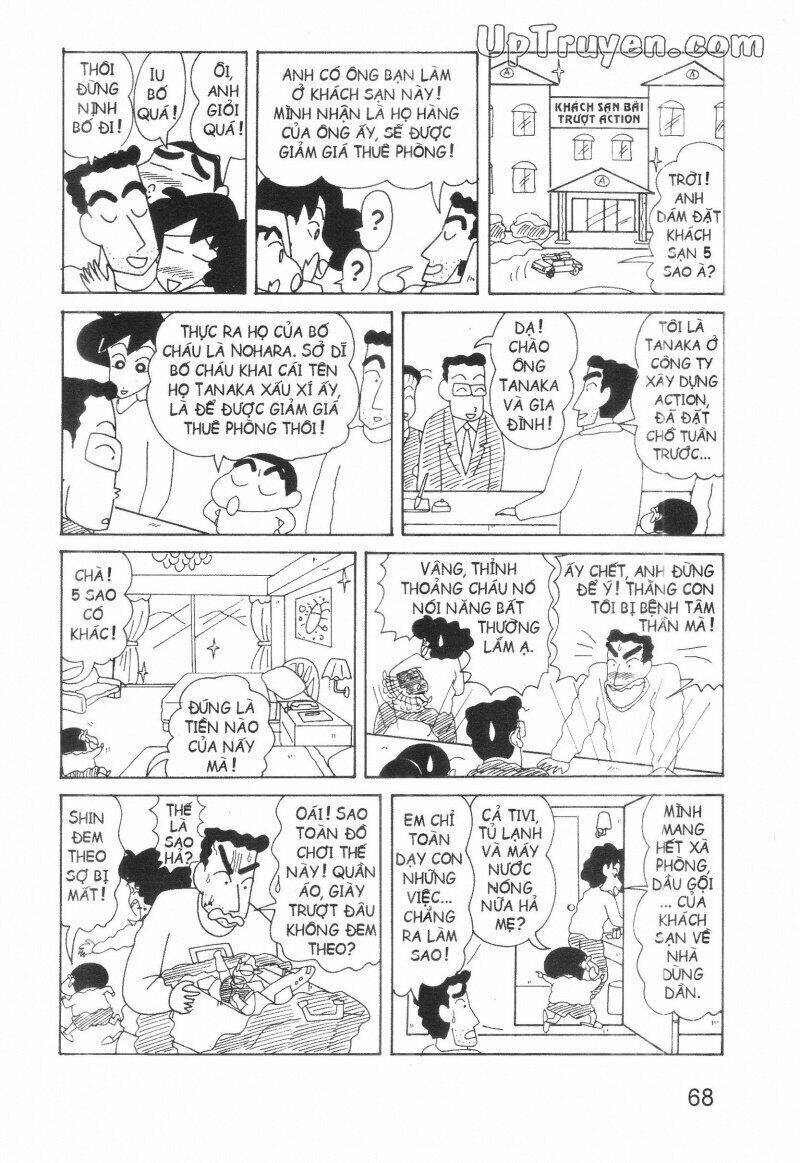 UpTruyen.com
KHÁCH SẠN BÃI
TRƯỢT ACTION
TRỜI!
ANH
DÁM ĐẶT
KHÁCH
SẠN 5
SAO À?
ANH CÓ ÔNG BẠN LÀM
Ở KHÁCH SẠN NÀY!
MÌNH NHẬN LÀ HỌ HÀNG
CỦA ÔNG ẤY, SẼ ĐƯỢC
GIẢM GIÁ THUÊ PHÒNG!
?
?
ÔI,
ANH
GIỎI
QUÁ!
IU
BỐ
QUÁ!
THÔI
ĐỪNG
NỊNH
BỐ ĐI!
TÔI LÀ
TANAKA Ở
CÔNG TY
XÂY DỰNG
ACTION,
ĐÃ ĐẶT
CHỖ TUẦN
TRƯỚC...
DẠ!
CHÀO
ÔNG
TANAKA
VÀ GIA
ĐÌNH!
THỰC RA HỌ CỦA BỐ
CHÁU LÀ NOHARA. SỞ DĨ
BỐ CHÁU KHAI CÁI TÊN
HỌ TANAKA XẤU XÍ ẤY,
LÀ ĐỂ ĐƯỢC GIẢM GIÁ
THUÊ PHÒNG THÔI!
ẤY CHẾT, ANH ĐỪNG
ĐỂ Ý! THẰNG CON
TÔI BỊ BỆNH TÂM
THẦN MÀ!
VÂNG, THỈNH
THOẢNG CHÁU NÓ
NÓI NĂNG BẤT
THƯỜNG
LẮM Ạ.
CHÀ!
5 SAO
CÓ
KHÁC!
ĐÚNG LÀ
TIỀN NÀO
CỦA NẤY
MÀ!
MÌNH
MANG
HẾT XÀ
PHÒNG,
DẦU GỘI
... CỦA
KHÁCH
SẠN VỀ
NHÀ
DÙNG
DẦN.
CẢ TIVI,
TỦ LẠNH
VÀ MÁY
NƯỚC
NÓNG
NỮA HẢ
MẸ?
EM CHỈ
TOÀN
DẠY CON
NHỮNG
VIỆC...
CHẲNG
RA LÀM
SAO!
OÁI! SAO
TOÀN ĐỒ
CHƠI THẾ
NÀY! QUẦN
ÁO, GIÀY
TRƯỢT ĐÂU
KHÔNG ĐEM
THEO?
THẾ
LÀ
SAO
HẢ?
SHIN
ĐEM
THEO
SỢ BỊ
MẤT!
68